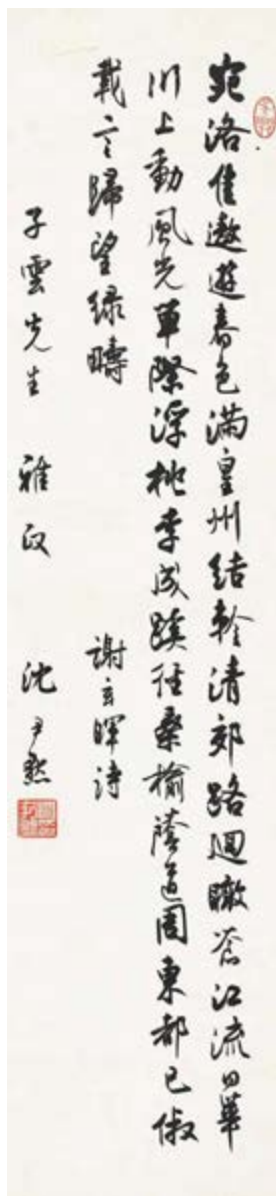 宛洛佳遨遊春色滿皇州結軫清郊路迴瞰蒼江流日華
川上動風光草際浮桃李成蹊徑桑榆蔭道周東都已俶
載言歸望綠疇 謝玄暉詩
子雲先生 雅政 沈尹默